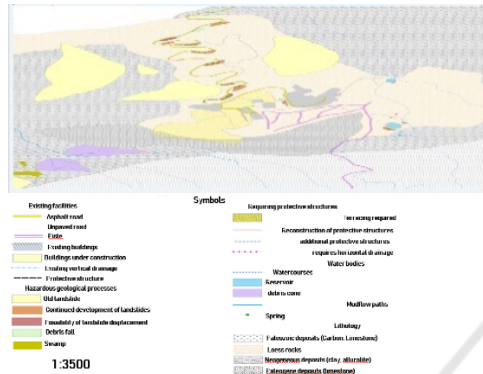 Symbols
Existing facilities
Asphalt road
Unpaved road
Existing buildings
Buildings under construction
Existing vertical drainage
Protective structure
Hazardous geological processes
Old landslide
Continued development of landslides
Possibility of landslide displacement
Debris fall
Swamp
1:3500
Requiring protective structures
Terracing required
Reconstruction of protective structures
additional protective structures
requires horizontal drainage
Water bodies
Watercourses
Reservoir
debris cone
Mudflow paths
Spring
Lithology
Paleozoic deposits (Carbon. Limestone)
Loess rocks
Neogenous deposits (clay,
Paleogene deposits (limestone)